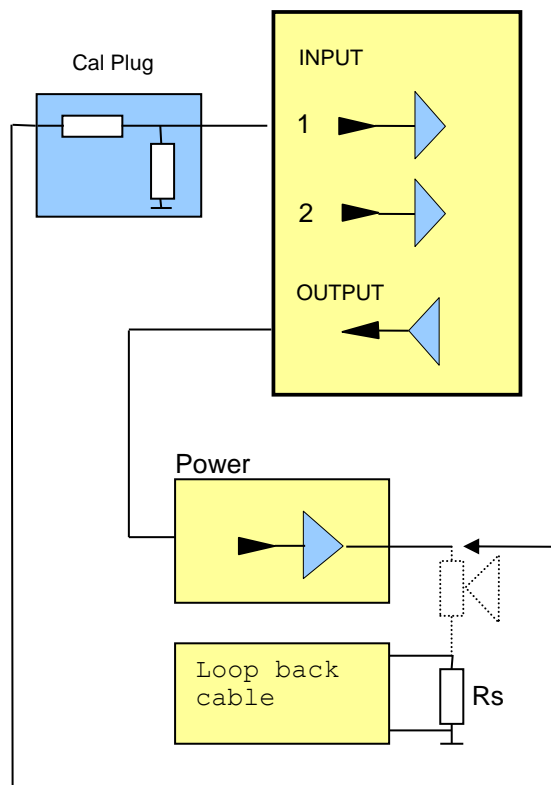 Cal Plug
INPUT
1
2
OUTPUT
Power
Loop back
cable
Rs